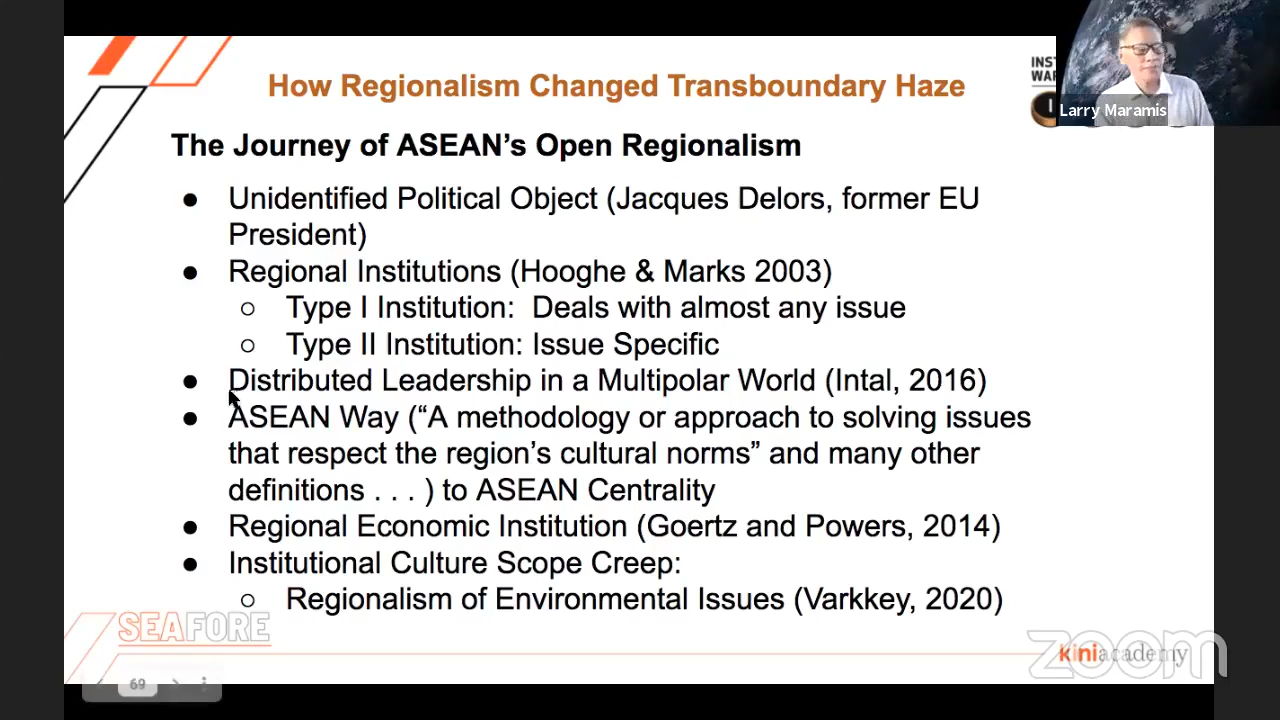 How Regionalism Changed Transboundary Haze
INST
WAR
Larry Maramis
The Journey of ASEAN’s Open Regionalism
● Unidentified Political Object (Jacques Delors, former EU
President)
● Regional Institutions (Hooghe & Marks 2003)
○ Type I Institution:  Deals with almost any issue
○ Type II Institution: Issue Specific
● Distributed Leadership in a Multipolar World (Intal, 2016)
● ASEAN Way (“A methodology or approach to solving issues
that respect the region’s cultural norms” and many other
definitions . . . ) to ASEAN Centrality
● Regional Economic Institution (Goertz and Powers, 2014)
● Institutional Culture Scope Creep:
○ Regionalism of Environmental Issues (Varkkey, 2020)
SEAFORE
kiniacademy
zoom
69